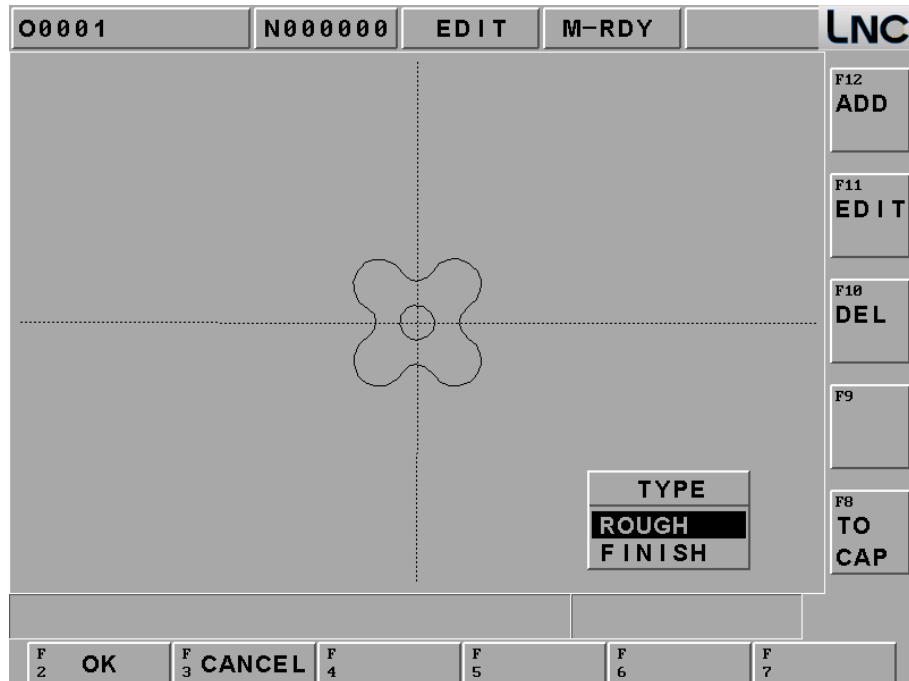 O0001 N000000 EDIT M-RDY LNC
F12
ADD
F11
EDIT
F10
DEL
F9
TYPE
ROUGH
FINISH
F8
TO
CAP
F2 OK F3 CANCEL F4 F5 F6 F7